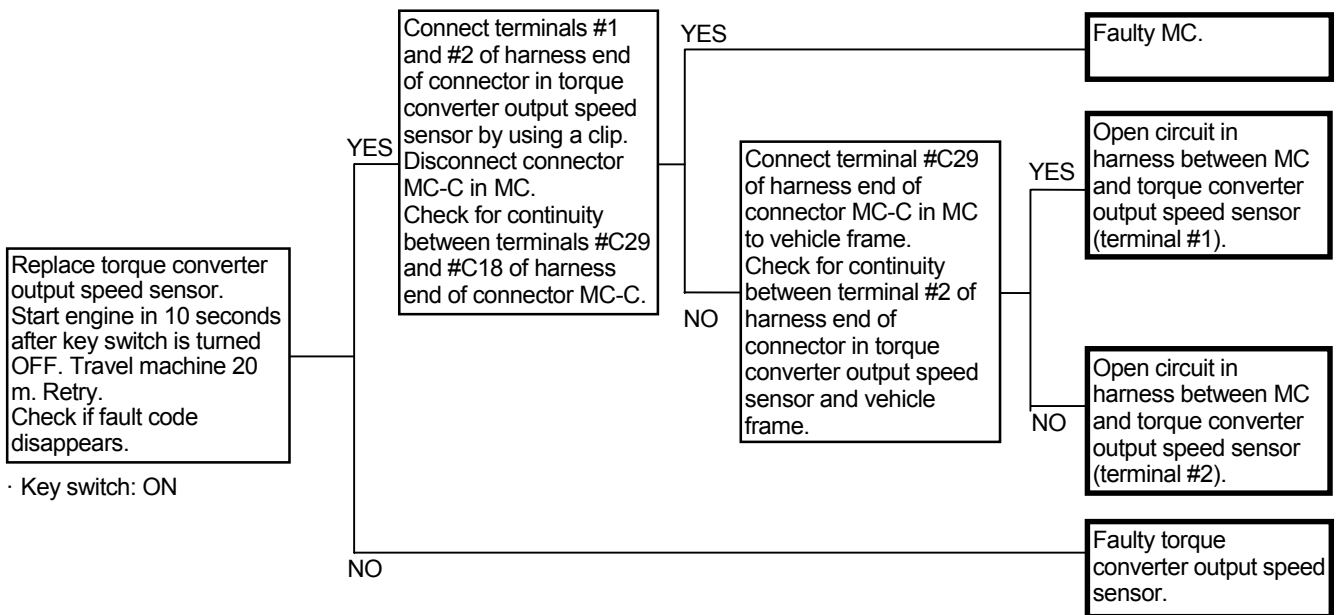 Replace torque converter
output speed sensor.
Start engine in 10 seconds
after key switch is turned
OFF. Travel machine 20
m. Retry.
Check if fault code
disappears.
· Key switch: ON
YES
Connect terminals #1
and #2 of harness end
of connector in torque
converter output speed
sensor by using a clip.
Disconnect connector
MC-C in MC.
Check for continuity
between terminals #C29
and #C18 of harness
end of connector MC-C.
YES
Faulty MC.
NO
Connect terminal #C29
of harness end of
connector MC-C in MC
to vehicle frame.
Check for continuity
between terminal #2 of
harness end of
connector in torque
converter output speed
sensor and vehicle
frame.
YES
Open circuit in
harness between MC
and torque converter
output speed sensor
(terminal #1).
NO
Open circuit in
harness between MC
and torque converter
output speed sensor
(terminal #2).
NO
Faulty torque
converter output speed
sensor.